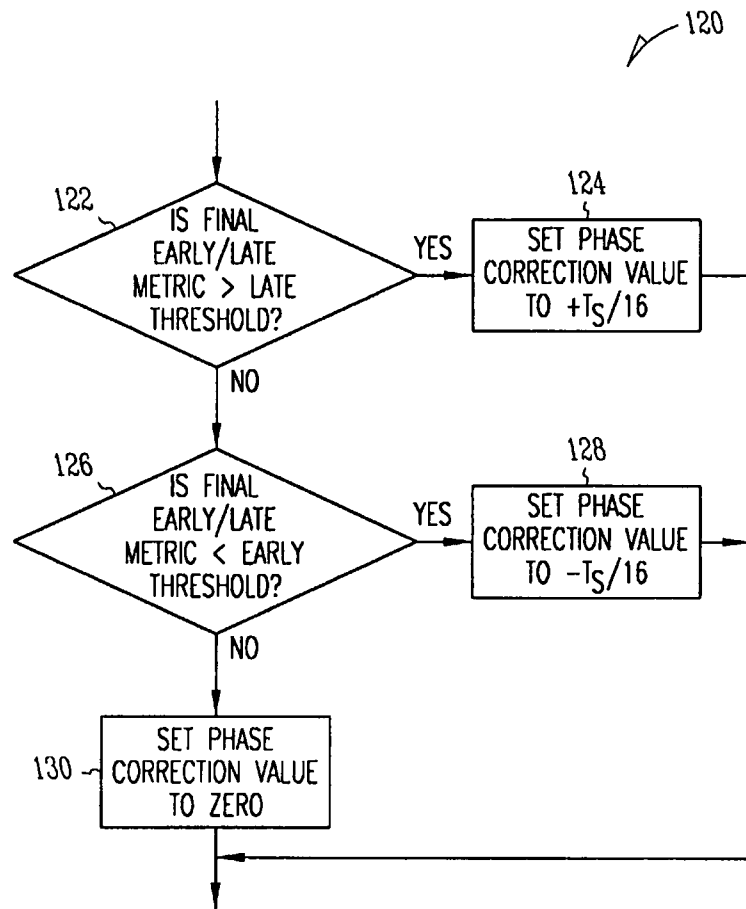 120
122
IS FINAL
EARLY/LATE
METRIC > LATE
THRESHOLD?
YES
124
SET PHASE
CORRECTION VALUE
TO +TS/16
NO
126
IS FINAL
EARLY/LATE
METRIC < EARLY
THRESHOLD?
YES
128
SET PHASE
CORRECTION VALUE
TO −TS/16
NO
130
SET PHASE
CORRECTION VALUE
TO ZERO